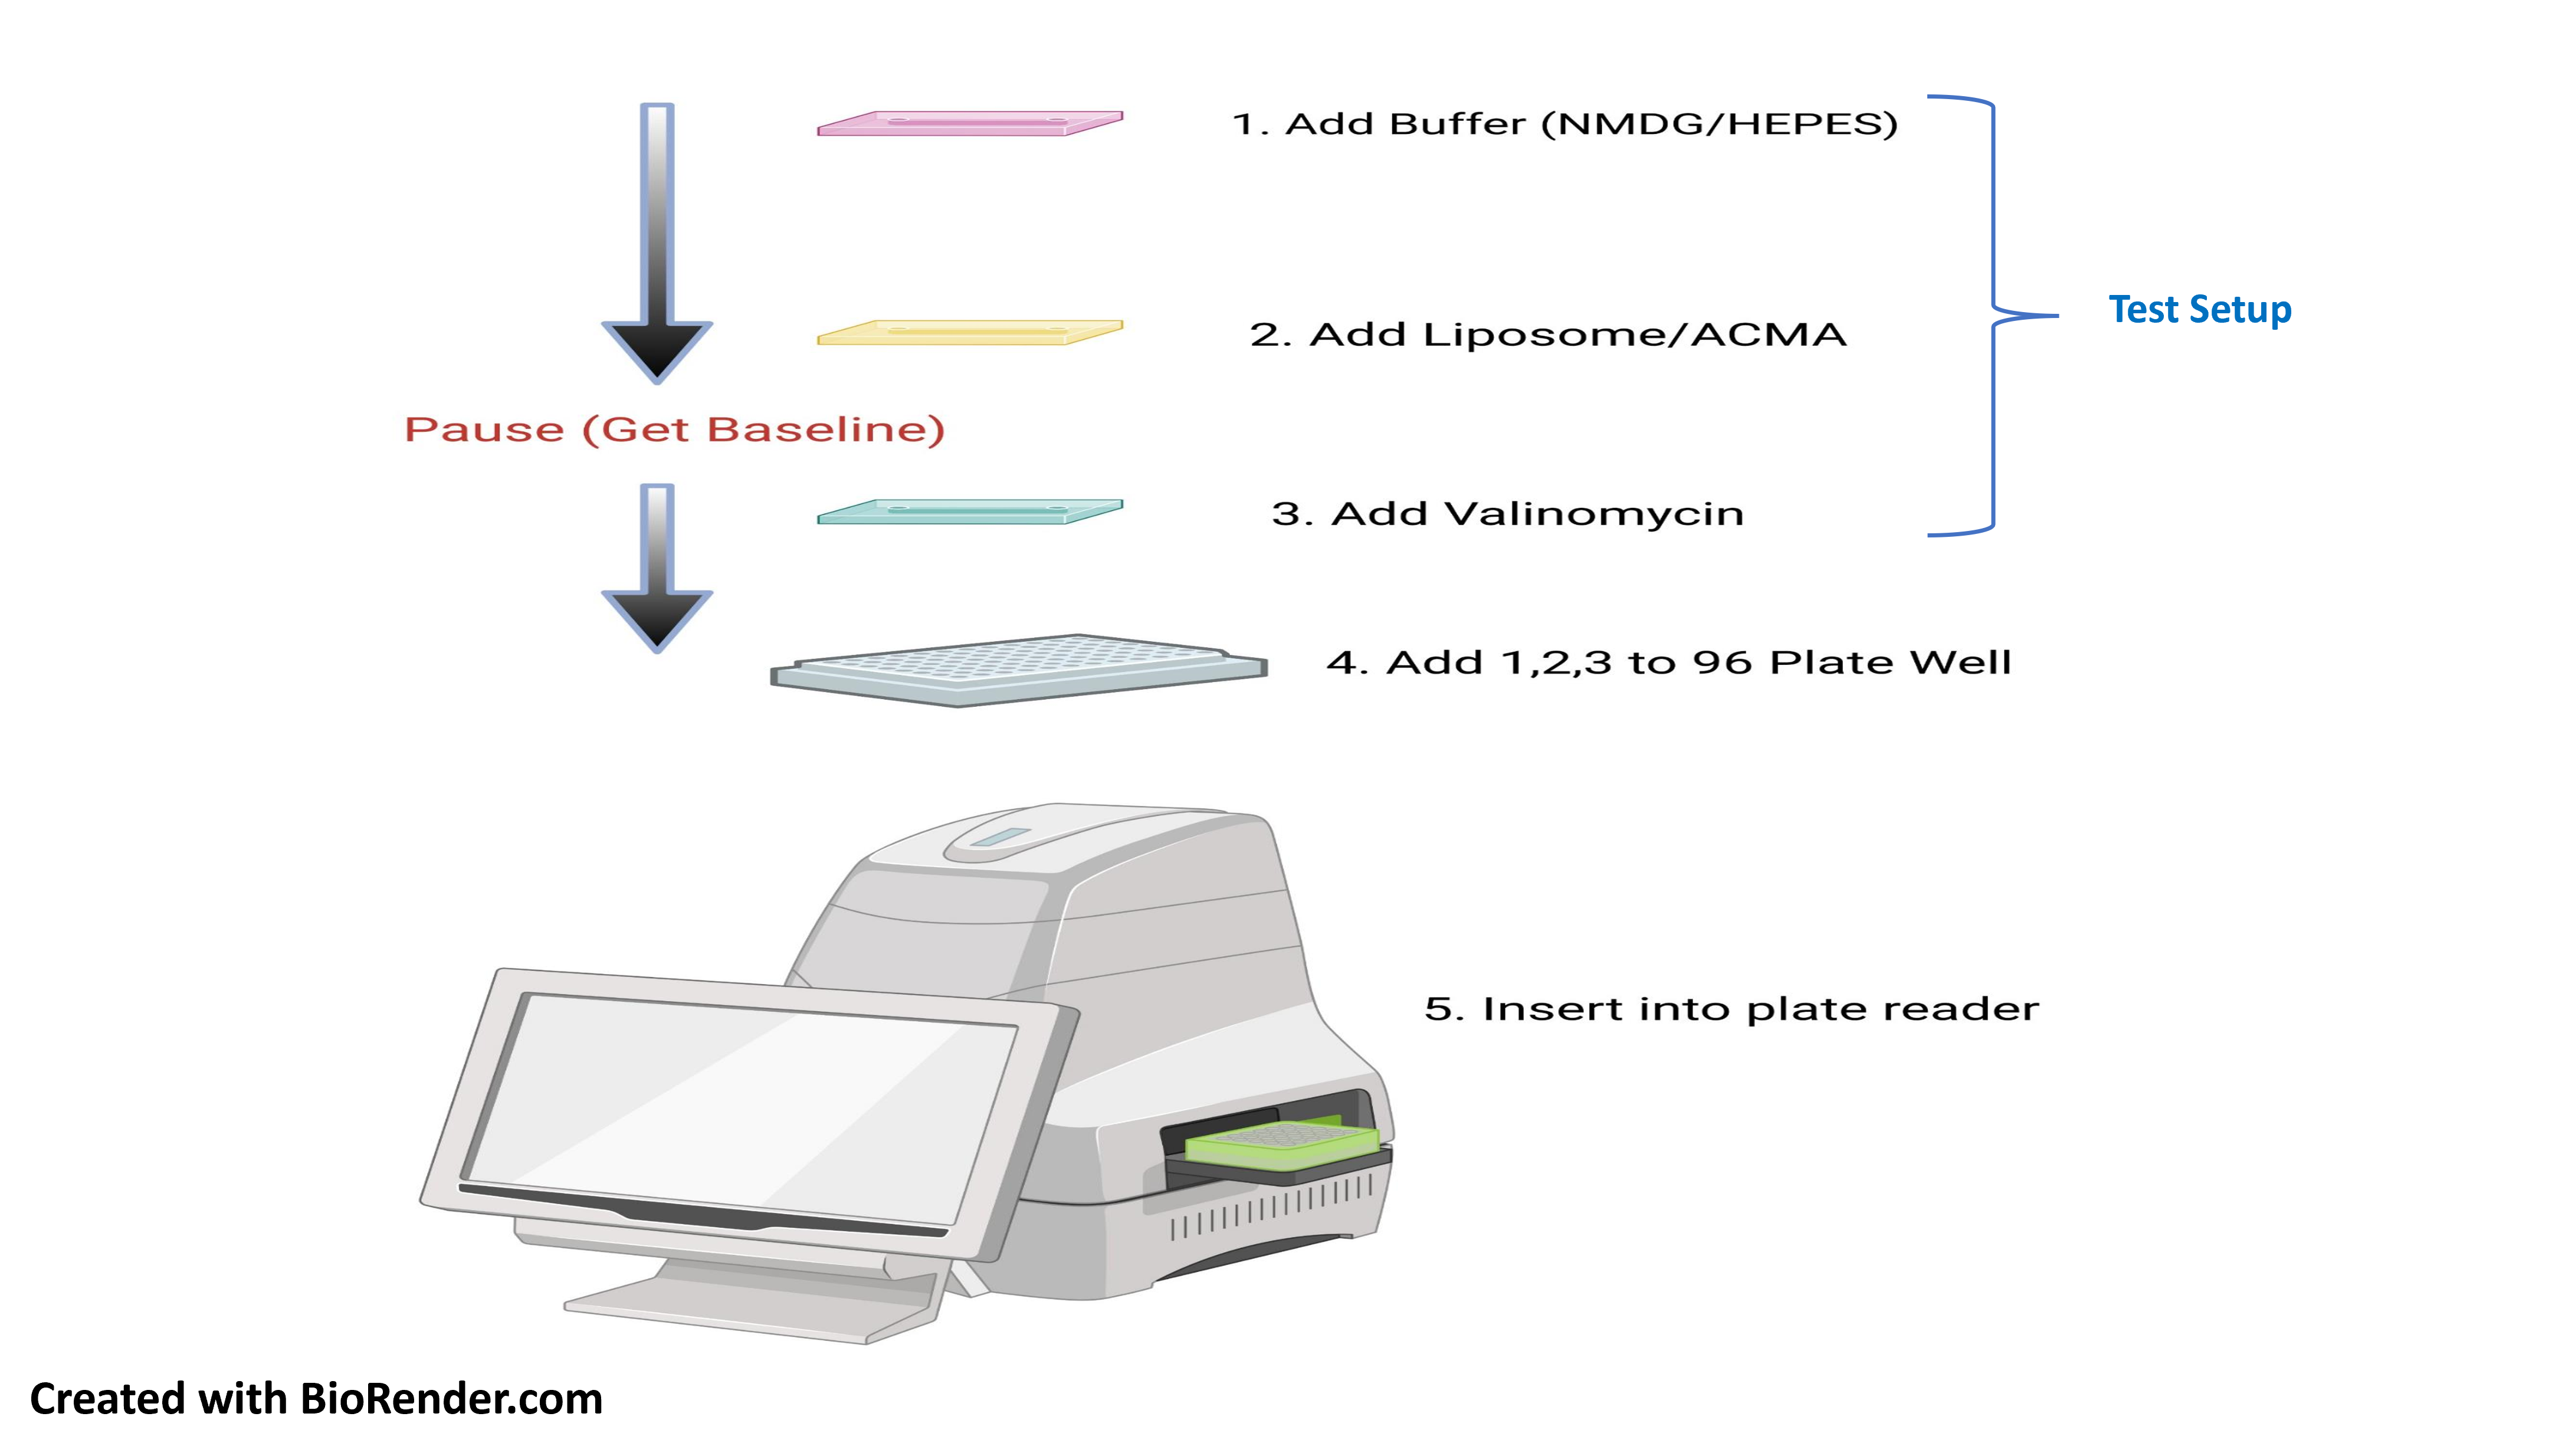 1. Add Buffer (NMDG/HEPES)
Test Setup
2. Add Liposome/ACMA
Pause (Get Baseline)
3. Add Valinomycin
4. Add 1,2,3 to 96 Plate Well
5. Insert into plate reader
Created with BioRender.com